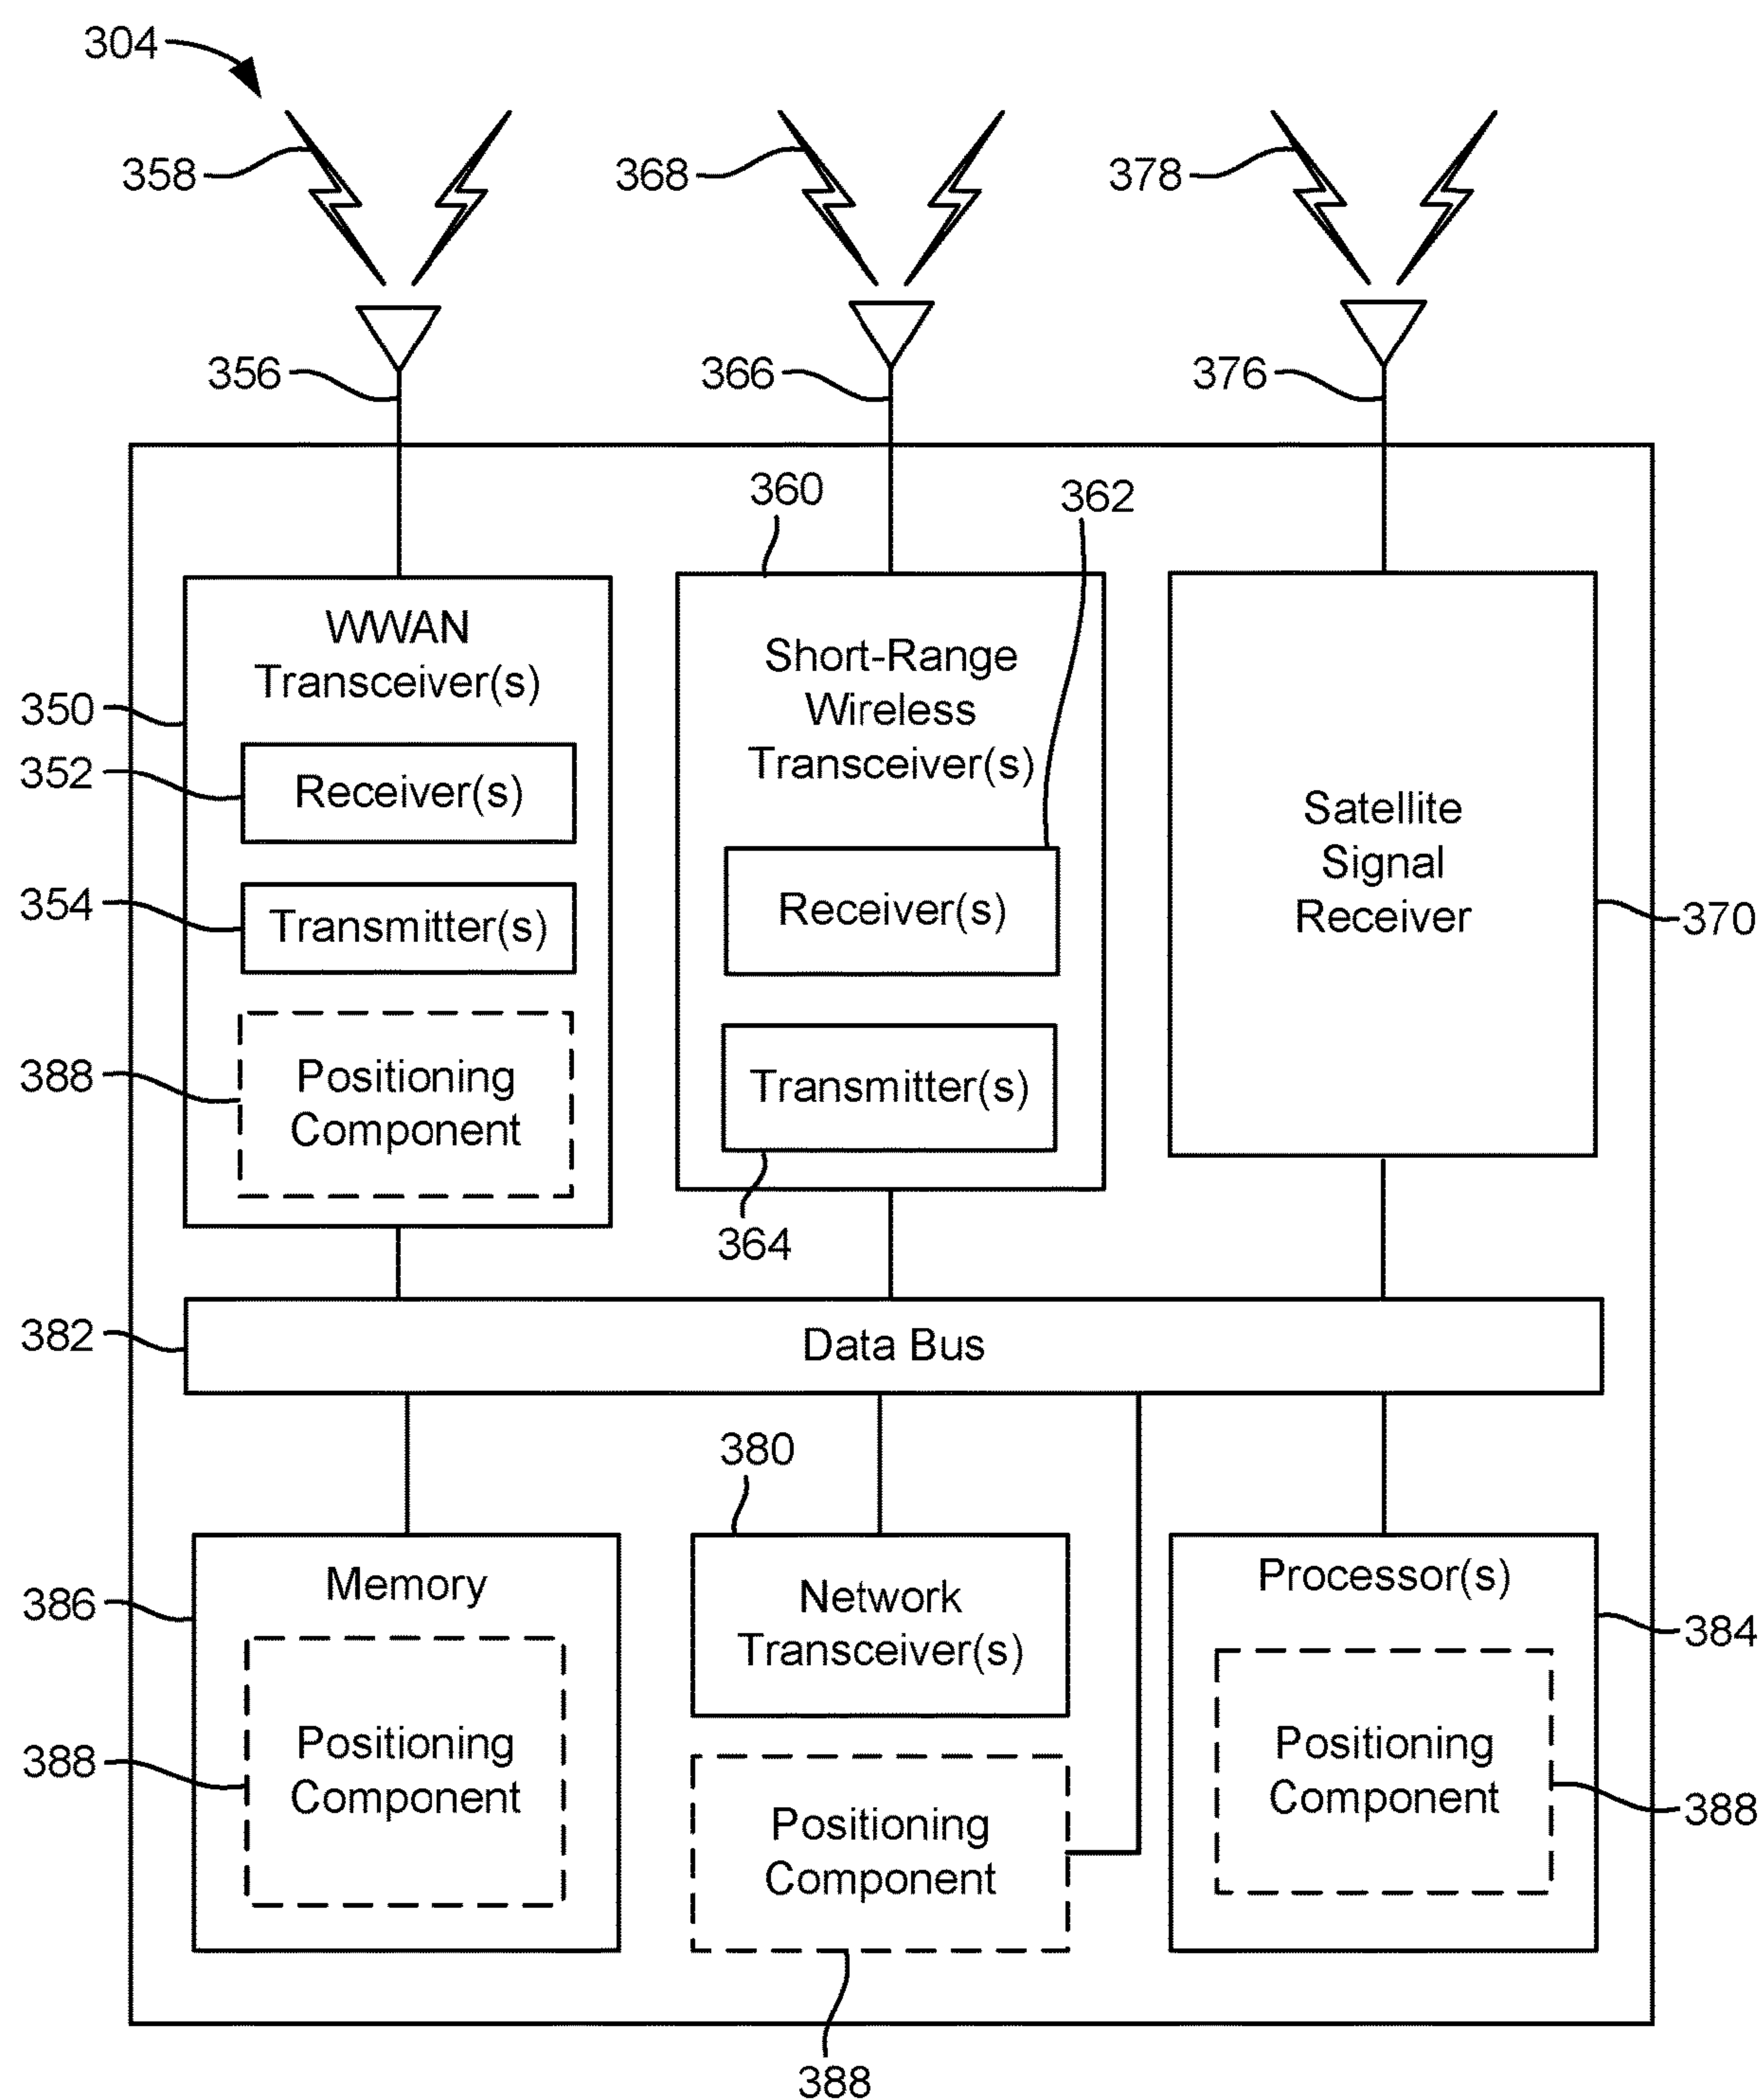 304
358
368
378
356
366
376
360
362
WWAN
Transceiver(s)
Short-Range
Wireless
Transceiver(s)
350
352
Receiver(s)
Satellite
Signal
Receiver
354
Transmitter(s)
Receiver(s)
370
388
Positioning
Component
Transmitter(s)
364
382
Data Bus
380
386
Memory
Network
Transceiver(s)
Processor(s)
384
388
Positioning
Component
Positioning
Component
Positioning
Component
388
388